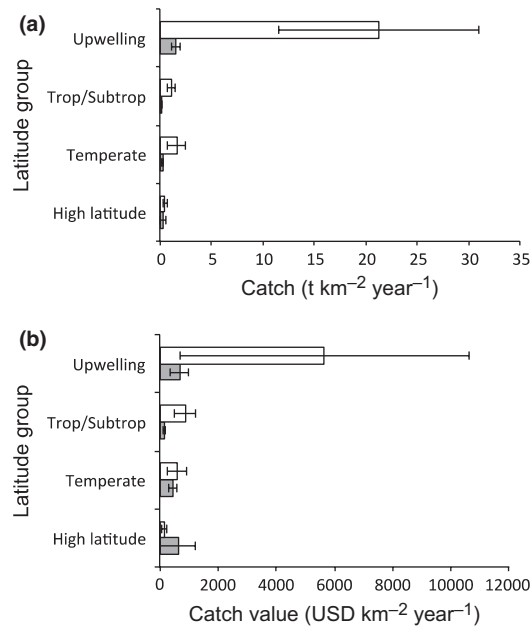 (a)
Latitude group
Upwelling
Trop/Subtrop
Temperate
High latitude
0 5 10 15 20 25 30 35
Catch (t km⁻² year⁻¹)
(b)
Latitude group
Upwelling
Trop/Subtrop
Temperate
High latitude
0 2000 4000 6000 8000 10000 12000
Catch value (USD km⁻² year⁻¹)